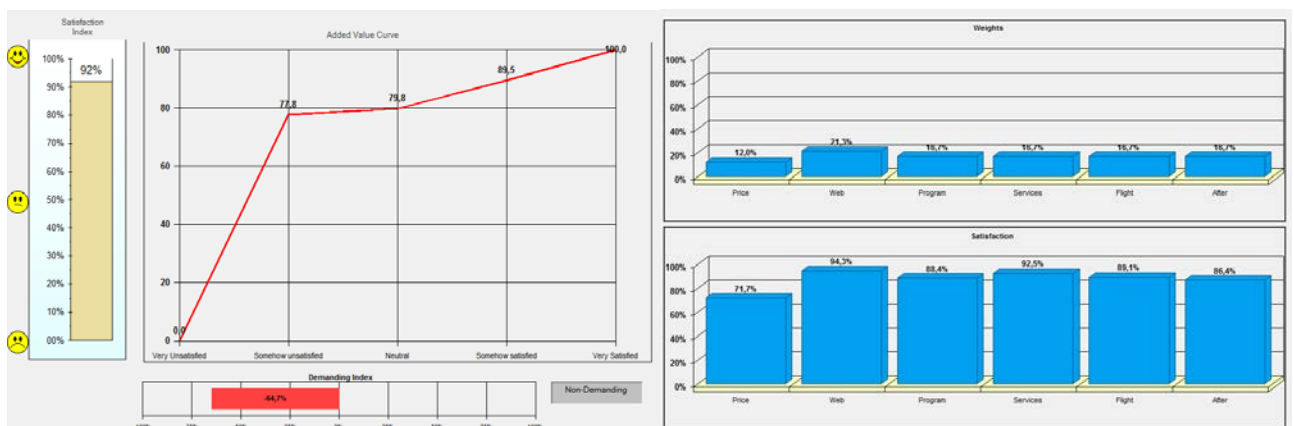 Satisfaction
Index
100%
92%
90%
80%
70%
60%
50%
40%
30%
20%
10%
00%
Added Value Curve
100
80
60
40
20
0
0,0
77,8
79,8
89,5
100,0
Very Unsatisfied
Somehow unsatisfied
Neutral
Somehow satisfied
Very Satisfied
Demanding Index
-64,7%
Non-Demanding
Weights
100%
80%
60%
40%
20%
0%
12,0%
21,3%
16,7%
16,7%
16,7%
16,7%
Price
Web
Program
Services
Flight
After
Satisfaction
100%
80%
60%
40%
20%
0%
71,7%
94,3%
88,4%
92,5%
89,1%
86,4%
Price
Web
Program
Services
Flight
After